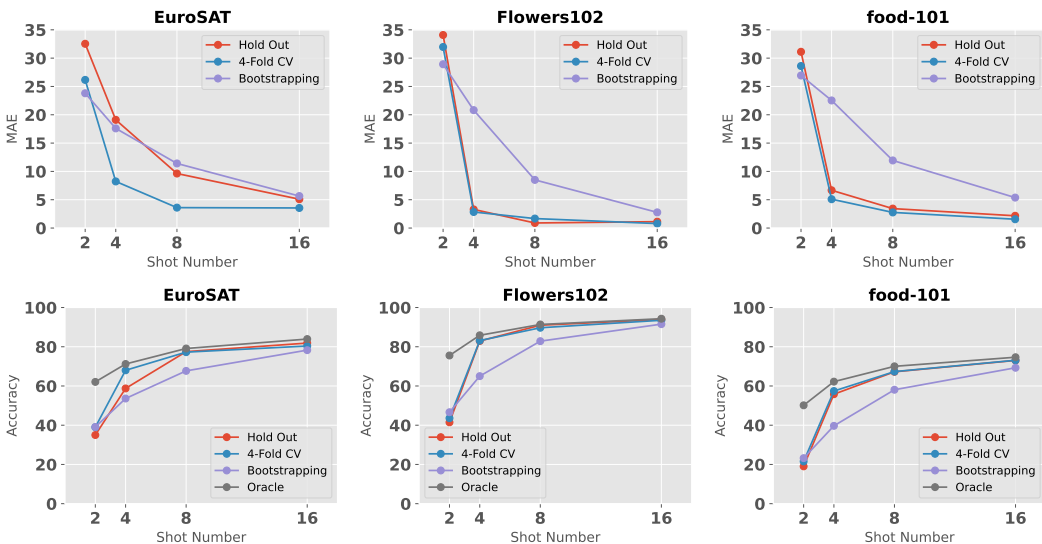 EuroSAT
35
30
25
20
15
10
5
0
MAE
2 4 8 16
Shot Number
Hold Out
4-Fold CV
Bootstrapping
Flowers102
35
30
25
20
15
10
5
0
MAE
2 4 8 16
Shot Number
Hold Out
4-Fold CV
Bootstrapping
food-101
35
30
25
20
15
10
5
0
MAE
2 4 8 16
Shot Number
Hold Out
4-Fold CV
Bootstrapping
EuroSAT
100
80
60
40
20
0
Accuracy
2 4 8 16
Shot Number
Hold Out
4-Fold CV
Bootstrapping
Oracle
Flowers102
100
80
60
40
20
0
Accuracy
2 4 8 16
Shot Number
Hold Out
4-Fold CV
Bootstrapping
Oracle
food-101
100
80
60
40
20
0
Accuracy
2 4 8 16
Shot Number
Hold Out
4-Fold CV
Bootstrapping
Oracle